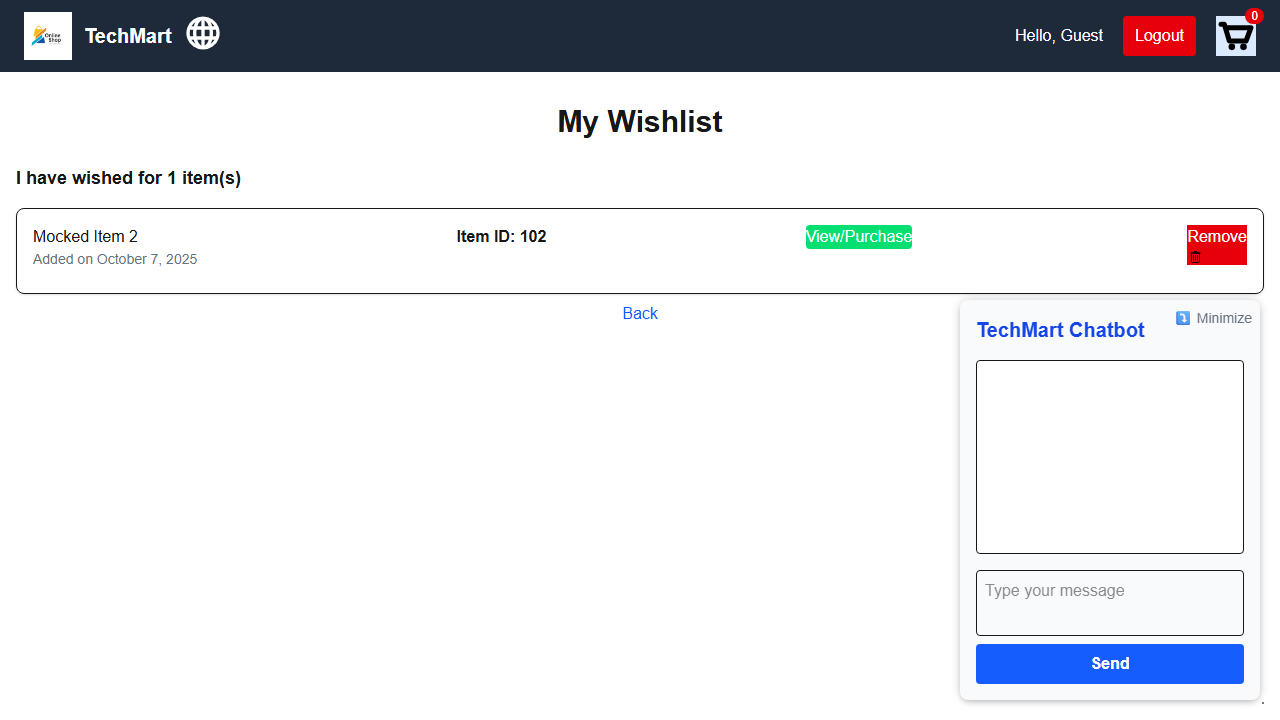 Online
Shop
TechMart
Hello, Guest
Logout
0
My Wishlist
I have wished for 1 item(s)
Mocked Item 2
Added on October 7, 2025
Item ID: 102
View/Purchase
Remove
Back
TechMart Chatbot
Minimize
Type your message
Send
.